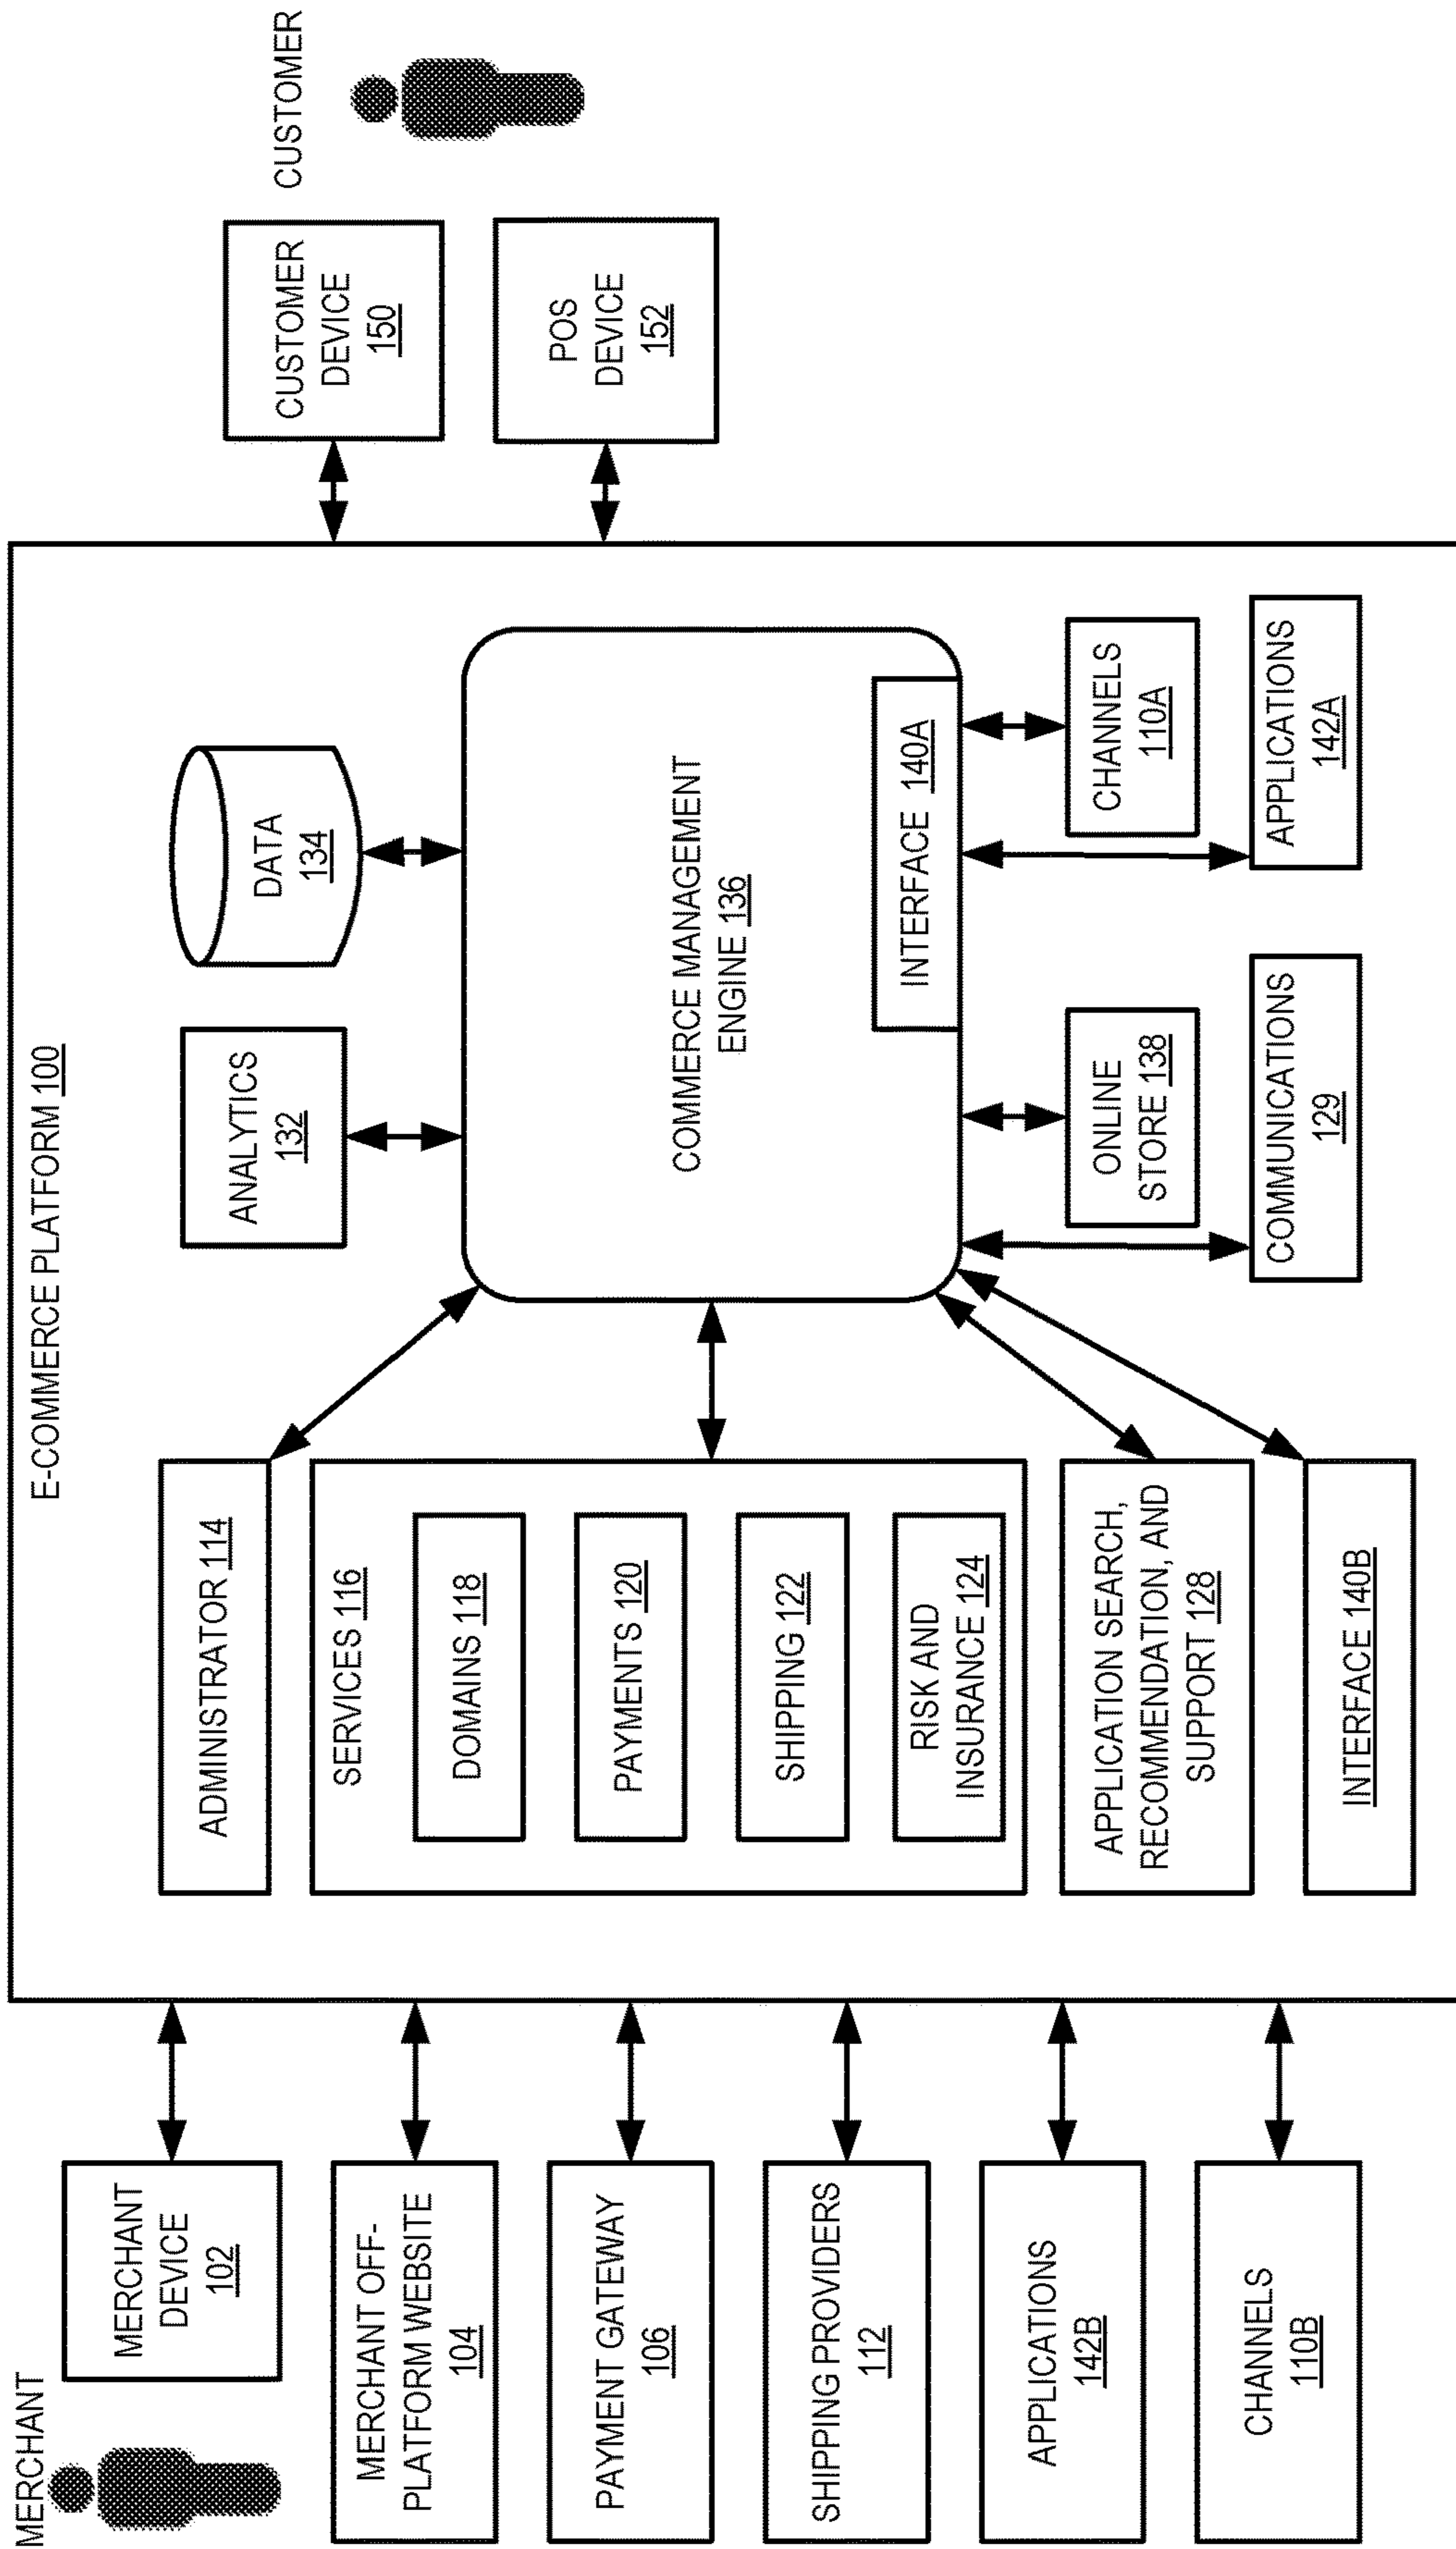 MERCHANT
MERCHANT
DEVICE
102
MERCHANT OFF-
PLATFORM WEBSITE
104
PAYMENT GATEWAY
106
SHIPPING PROVIDERS
112
APPLICATIONS
142B
CHANNELS
110B
E-COMMERCE PLATFORM 100
ADMINISTRATOR 114
SERVICES 116
DOMAINS 118
PAYMENTS 120
SHIPPING 122
RISK AND
INSURANCE 124
APPLICATION SEARCH,
RECOMMENDATION, AND
SUPPORT 128
INTERFACE 140B
ANALYTICS
132
DATA
134
COMMERCE MANAGEMENT
ENGINE 136
INTERFACE 140A
ONLINE
STORE 138
CHANNELS
110A
COMMUNICATIONS
129
APPLICATIONS
142A
CUSTOMER
CUSTOMER
DEVICE
150
POS
DEVICE
152